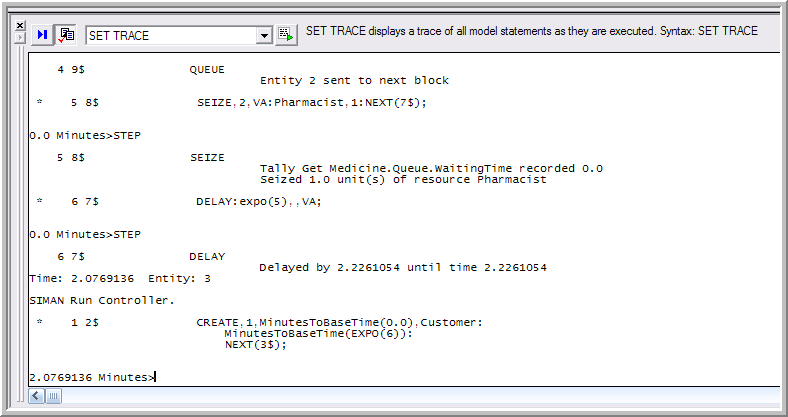 SET TRACE
SET TRACE displays a trace of all model statements as they are executed. Syntax: SET TRACE
4 9$ QUEUE
Entity 2 sent to next block
* 5 8$ SEIZE,2,VA:Pharmacist,1:NEXT(7$);
0.0 Minutes>STEP
5 8$ SEIZE
Tally Get Medicine.Queue.WaitingTime recorded 0.0
Seized 1.0 unit(s) of resource Pharmacist
* 6 7$ DELAY:expo(5),,VA;
0.0 Minutes>STEP
6 7$ DELAY
Delayed by 2.2261054 until time 2.2261054
Time: 2.0769136 Entity: 3
SIMAN Run Controller.
* 1 2$ CREATE,1,MinutesToBaseTime(0.0),Customer:
MinutesToBaseTime(EXPO(6)):
NEXT(3$);
2.0769136 Minutes>